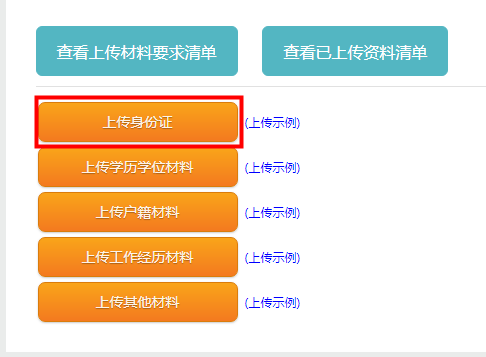 查看上传材料要求清单 查看已上传资料清单
上传身份证 (上传示例)
上传学历学位材料 (上传示例)
上传户籍材料 (上传示例)
上传工作经历材料 (上传示例)
上传其他材料 (上传示例)